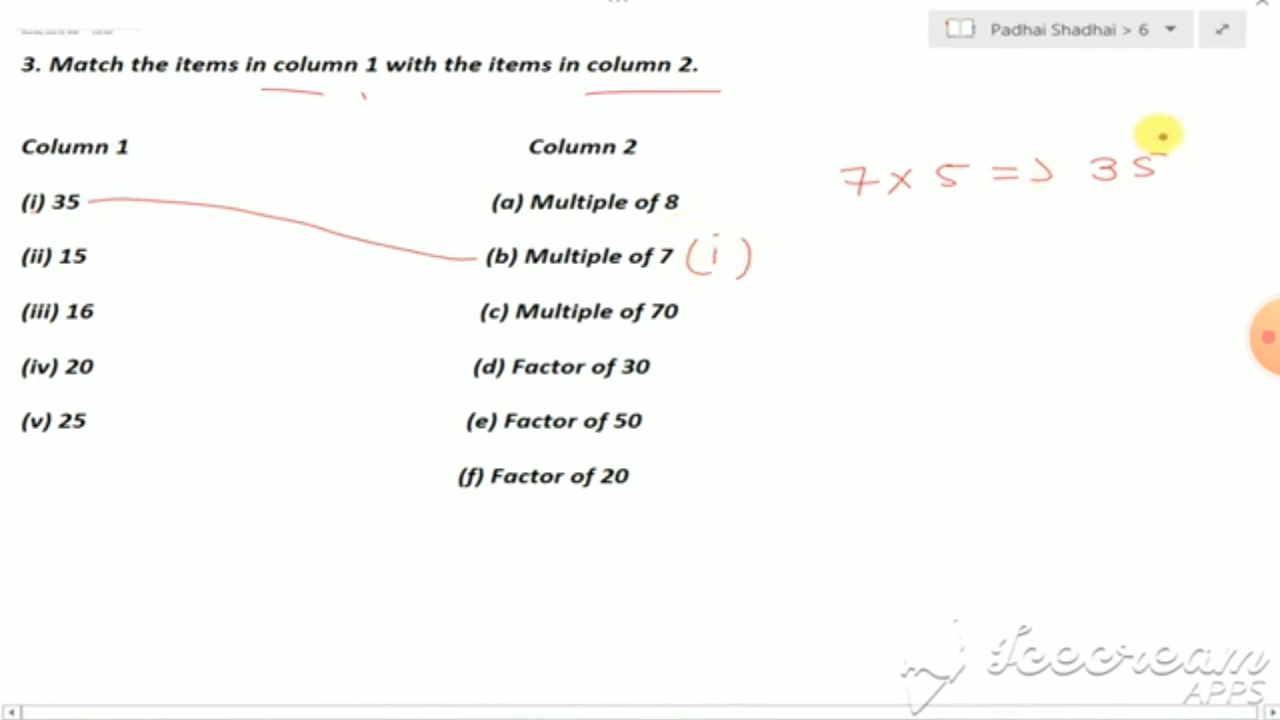 Padhai Shadhai > 6
3. Match the items in column 1 with the items in column 2.
Column 1 Column 2
7 × 5 => 35
(i) 35 (a) Multiple of 8
(ii) 15 (b) Multiple of 7 (i)
(iii) 16 (c) Multiple of 70
(iv) 20 (d) Factor of 30
(v) 25 (e) Factor of 50
(f) Factor of 20
Icecream
APPS